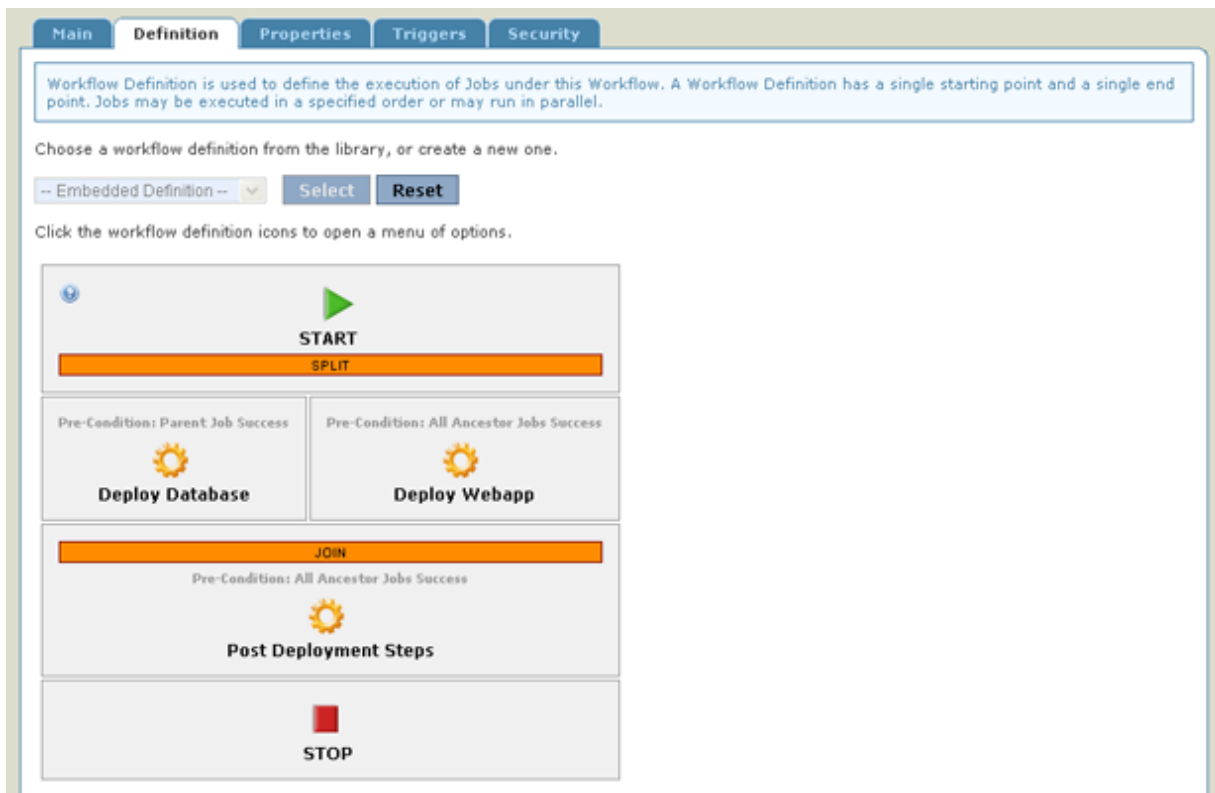 Main Definition Properties Triggers Security
Workflow Definition is used to define the execution of Jobs under this Workflow. A Workflow Definition has a single starting point and a single end
point. Jobs may be executed in a specified order or may run in parallel.
Choose a workflow definition from the library, or create a new one.
-- Embedded Definition -- Select Reset
Click the workflow definition icons to open a menu of options.
START
SPLIT
Pre-Condition: Parent Job Success
Deploy Database
Pre-Condition: All Ancestor Jobs Success
Deploy Webapp
JOIN
Pre-Condition: All Ancestor Jobs Success
Post Deployment Steps
STOP